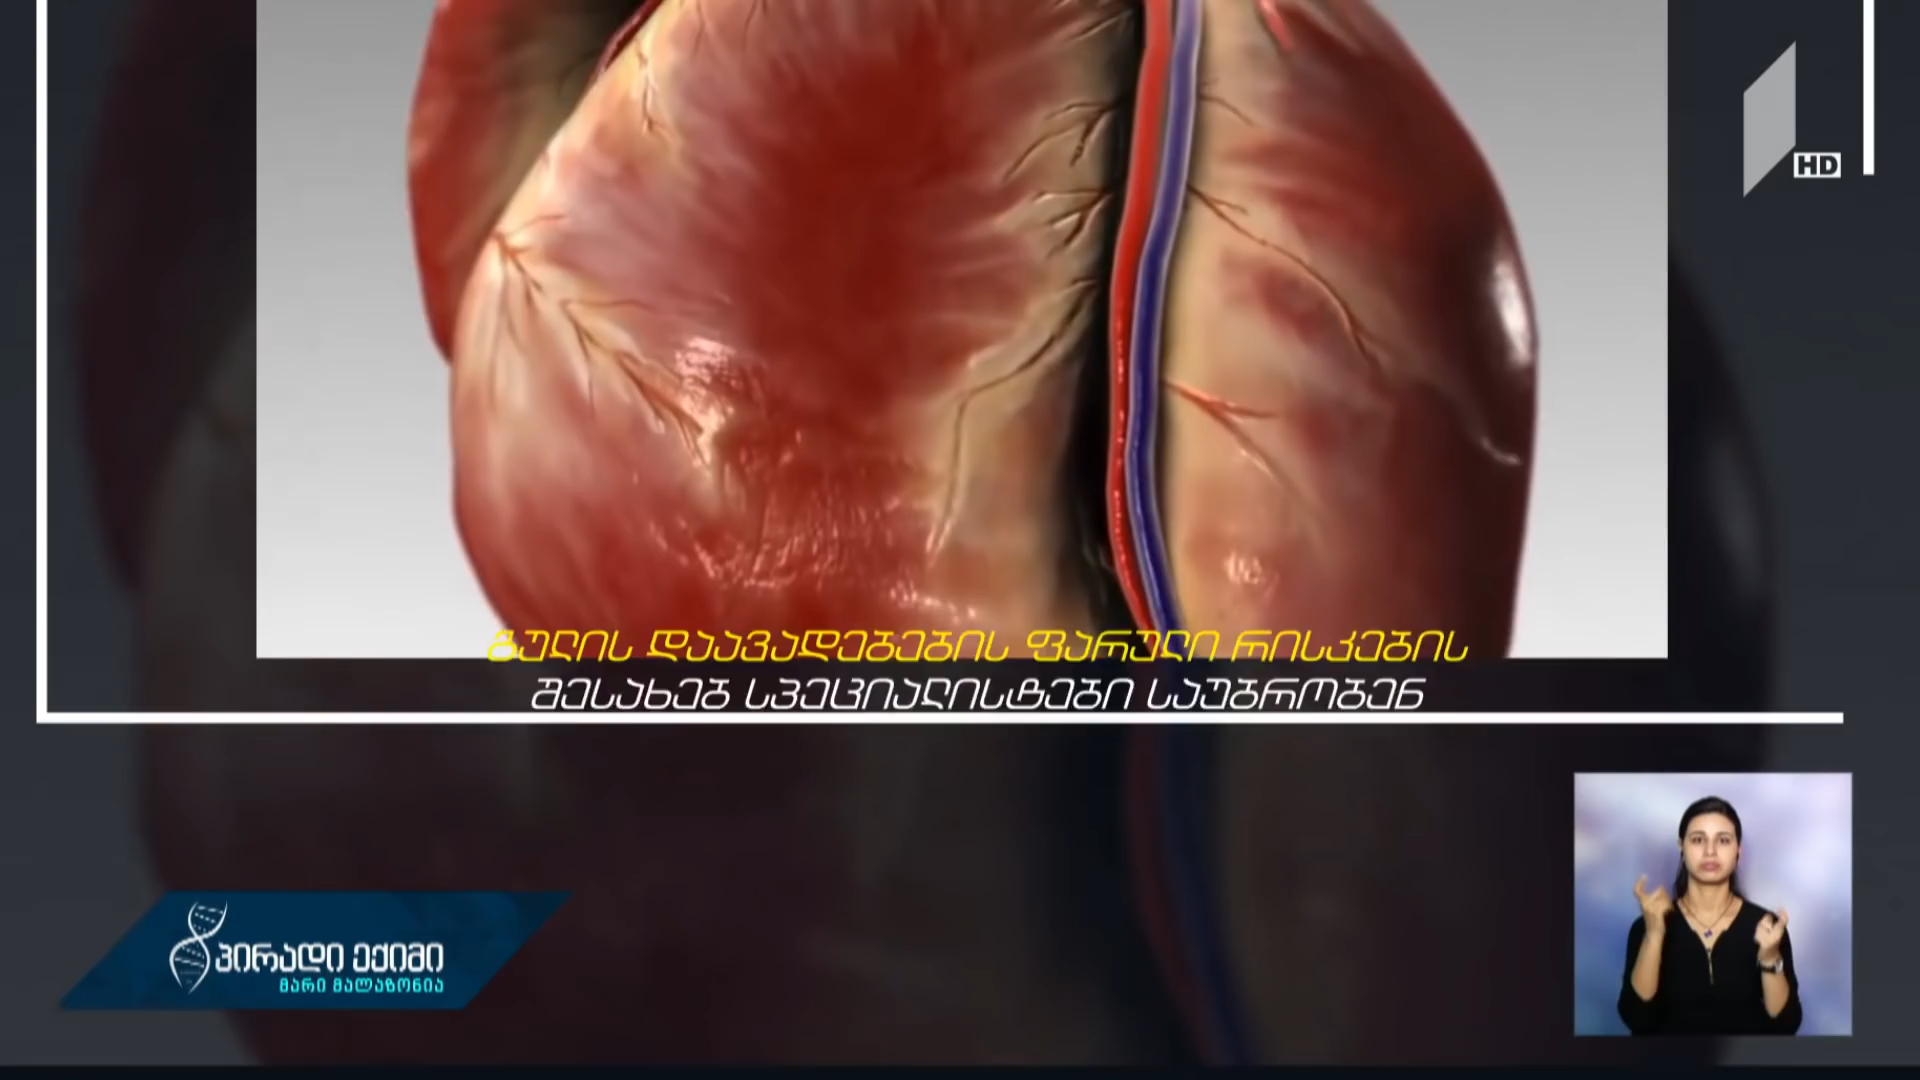 HD
გულის დაავადებების ფარული რისკების
შესახებ სპეციალისტები საუბრობენ
პირადი ექიმი
მარი მალაზონია